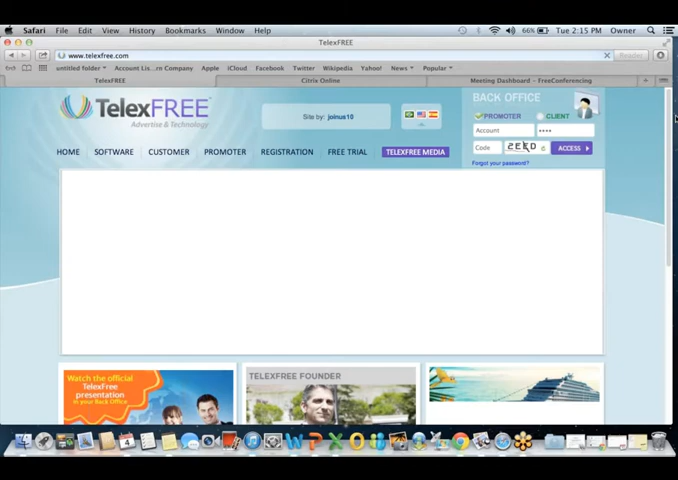 Safari File Edit View History Bookmarks Window Help 66% Tue 2:15 PM Owner
TelexFREE
www.telexfree.com Reader
untitled folder Account Lis...rn Company Apple iCloud Facebook Twitter Wikipedia Yahoo! News Popular
TelexFREE Citrix Online Meeting Dashboard - FreeConferencing
TelexFREE
Advertise & Technology
Site by: joinus10
BACK OFFICE
PROMOTER CLIENT
Account
Code ACCESS
Forgot your password?
HOME SOFTWARE CUSTOMER PROMOTER REGISTRATION FREE TRIAL TELEXFREE MEDIA
Watch the official
TelexFree
presentation
in your Back Office
TELEXFREE FOUNDER